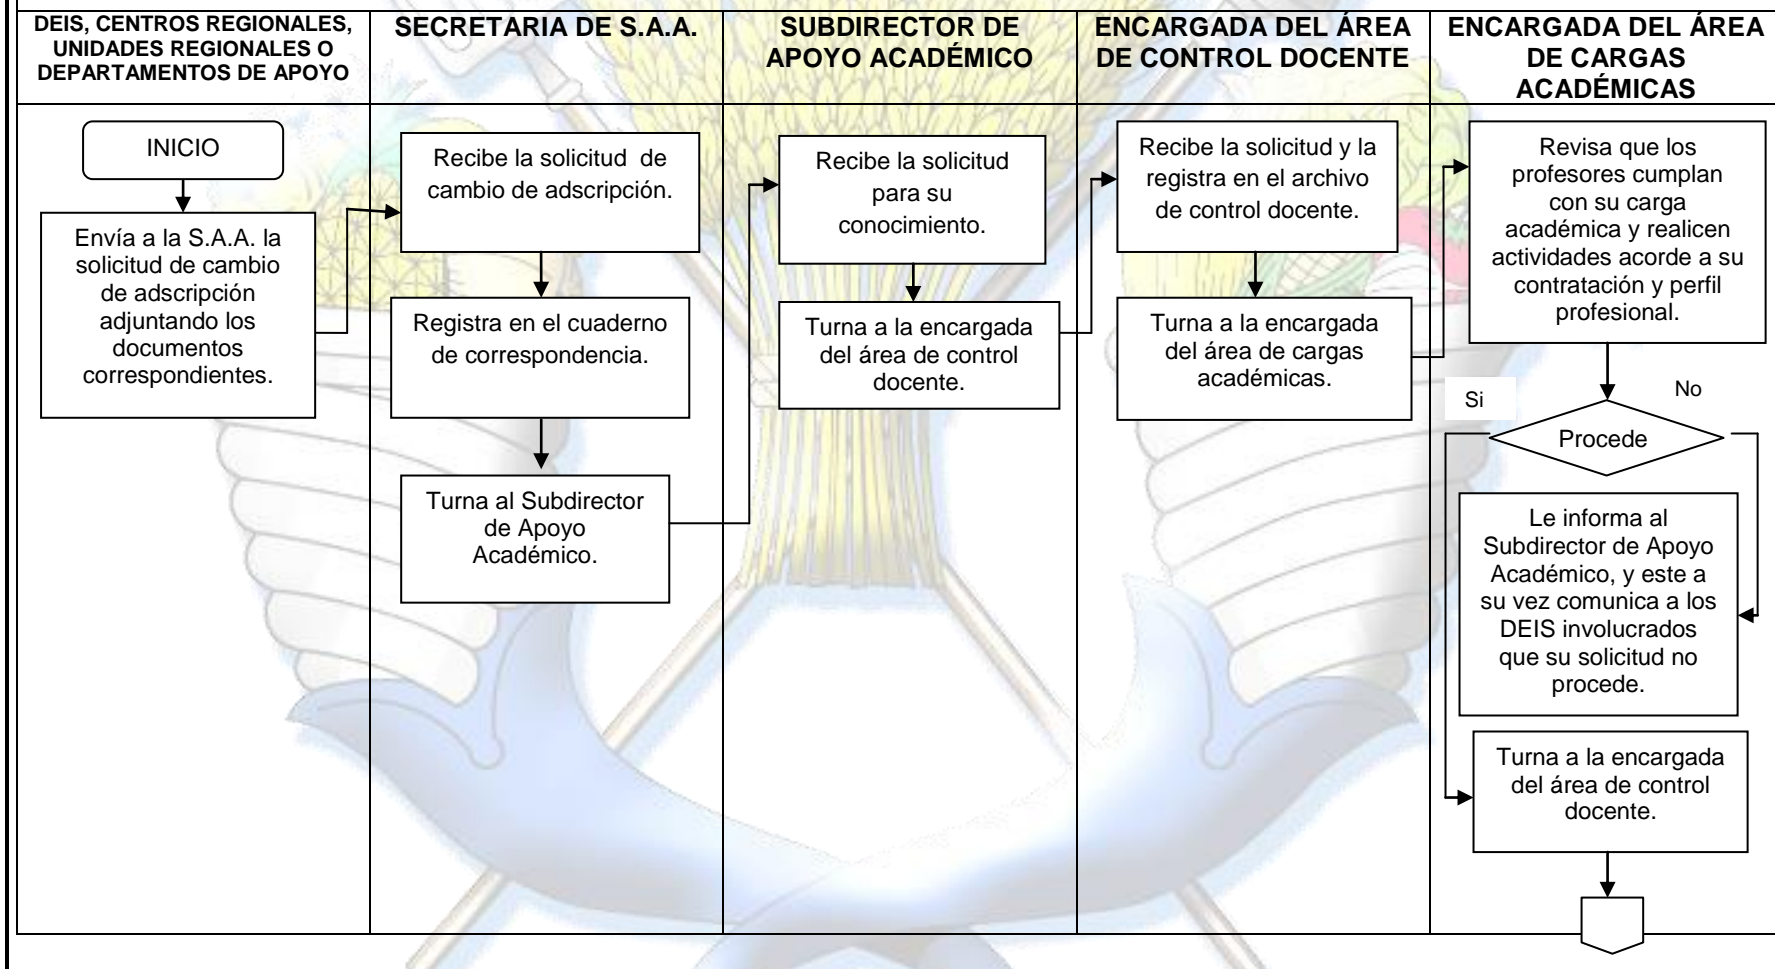 DEIS, CENTROS REGIONALES,
UNIDADES REGIONALES O
DEPARTAMENTOS DE APOYO
SECRETARIA DE S.A.A.
SUBDIRECTOR DE
APOYO ACADÉMICO
ENCARGADA DEL ÁREA
DE CONTROL DOCENTE
ENCARGADA DEL ÁREA
DE CARGAS
ACADÉMICAS
INICIO
Envía a la S.A.A. la
solicitud de cambio
de adscripción
adjuntando los
documentos
correspondientes.
Recibe la solicitud de
cambio de adscripción.
Registra en el cuaderno
de correspondencia.
Turna al Subdirector
de Apoyo
Académico.
Recibe la solicitud
para su
conocimiento.
Turna a la encargada
del área de control
docente.
Recibe la solicitud y la
registra en el archivo
de control docente.
Turna a la encargada
del área de cargas
académicas.
Revisa que los
profesores cumplan
con su carga
académica y realicen
actividades acorde a su
contratación y perfil
profesional.
Si
No
Procede
Le informa al
Subdirector de Apoyo
Académico, y este a
su vez comunica a los
DEIS involucrados
que su solicitud no
procede.
Turna a la encargada
del área de control
docente.